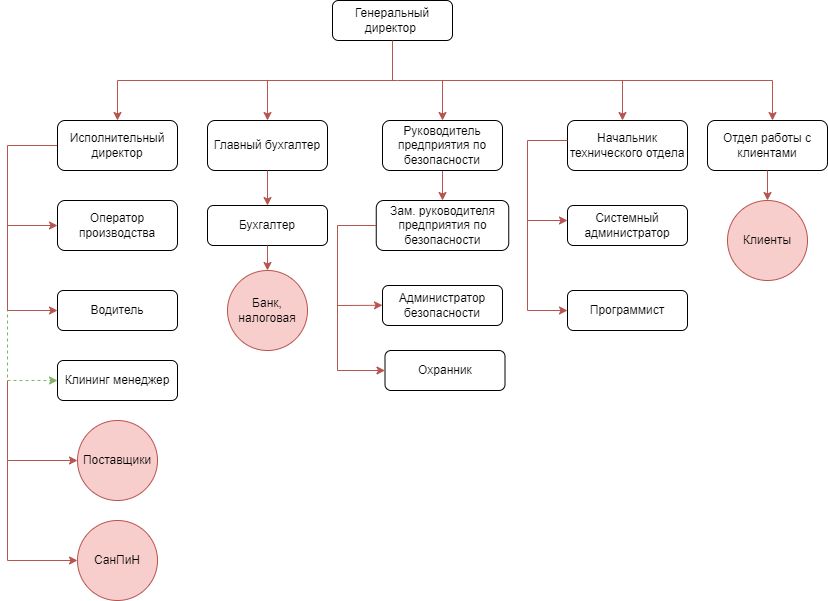 Генеральный
директор
Исполнительный
директор
Главный бухгалтер
Руководитель
предприятия по
безопасности
Начальник
технического отдела
Отдел работы с
клиентами
Оператор
производства
Бухгалтер
Зам. руководителя
предприятия по
безопасности
Системный
администратор
Клиенты
Водитель
Банк,
налоговая
Администратор
безопасности
Программист
Клининг менеджер
Охранник
Поставщики
СанПиН